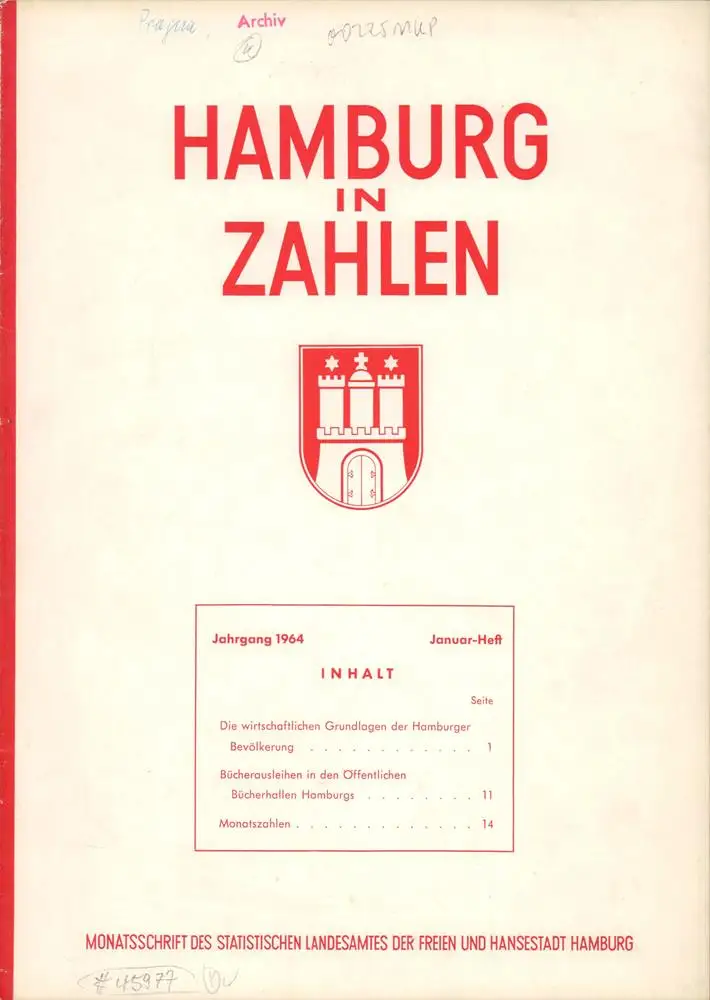 Archiv
HAMBURG
IN
ZAHLEN
Jahrgang 1964 Januar-Heft
INHALT
Seite
Die wirtschaftlichen Grundlagen der Hamburger
Bevölkerung . . . . . . . . . . . . 1
Bücherausleihen in den Öffentlichen
Bücherhallen Hamburgs . . . . . . . . 11
Monatszahlen . . . . . . . . . . . . . 14
MONATSSCHRIFT DES STATISTISCHEN LANDESAMTES DER FREIEN UND HANSESTADT HAMBURG
# 45977